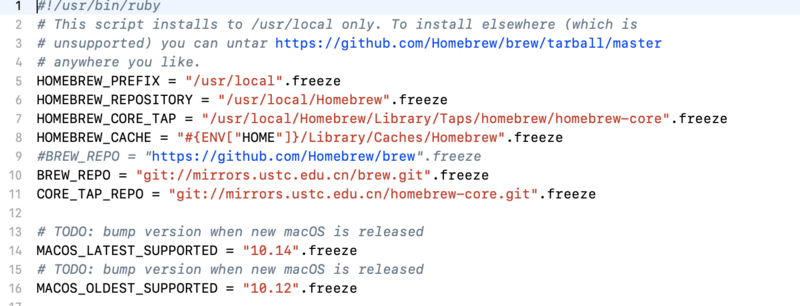 1 #!/usr/bin/ruby
2 # This script installs to /usr/local only. To install elsewhere (which is
3 # unsupported) you can untar https://github.com/Homebrew/brew/tarball/master
4 # anywhere you like.
5 HOMEBREW_PREFIX = "/usr/local".freeze
6 HOMEBREW_REPOSITORY = "/usr/local/Homebrew".freeze
7 HOMEBREW_CORE_TAP = "/usr/local/Homebrew/Library/Taps/homebrew/homebrew-core".freeze
8 HOMEBREW_CACHE = "#{ENV["HOME"]}/Library/Caches/Homebrew".freeze
9 #BREW_REPO = "https://github.com/Homebrew/brew".freeze
10 BREW_REPO = "git://mirrors.ustc.edu.cn/brew.git".freeze
11 CORE_TAP_REPO = "git://mirrors.ustc.edu.cn/homebrew-core.git".freeze
12
13 # TODO: bump version when new macOS is released
14 MACOS_LATEST_SUPPORTED = "10.14".freeze
15 # TODO: bump version when new macOS is released
16 MACOS_OLDEST_SUPPORTED = "10.12".freeze